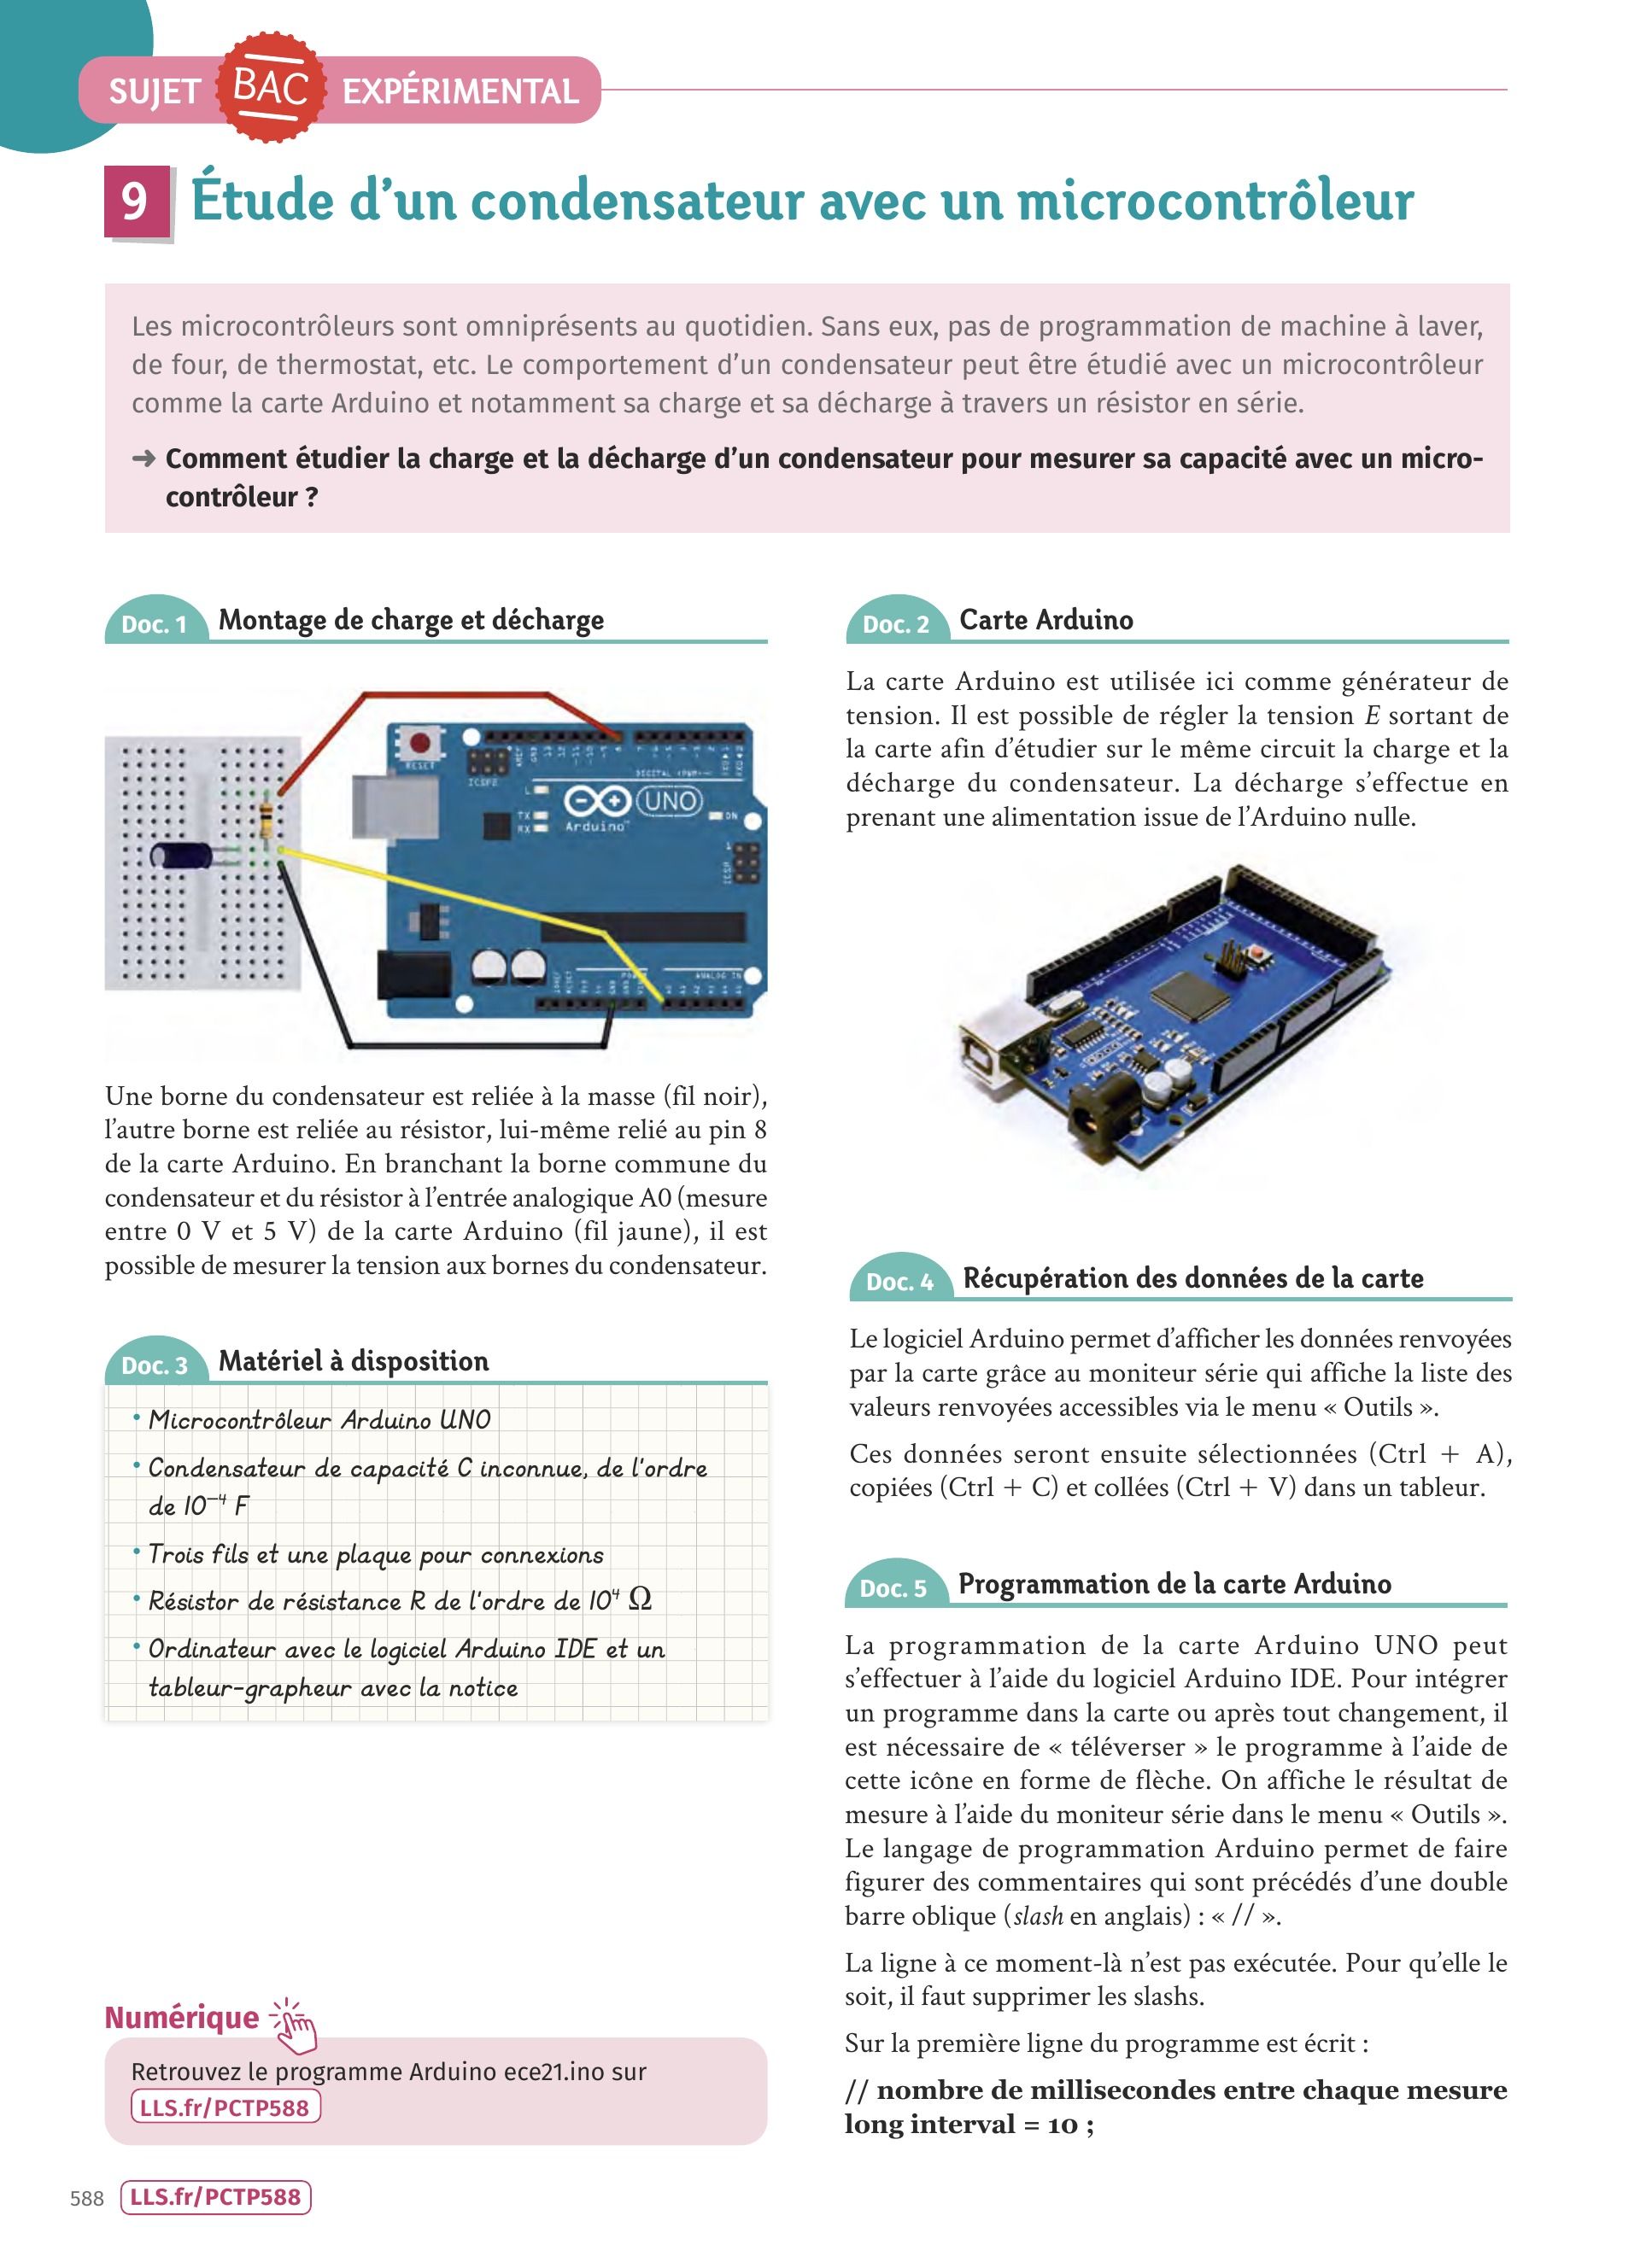 SUJET BAC EXPÉRIMENTAL
9 Étude d’un condensateur avec un microcontrôleur
Les microcontrôleurs sont omniprésents au quotidien. Sans eux, pas de programmation de machine à laver,
de four, de thermostat, etc. Le comportement d’un condensateur peut être étudié avec un microcontrôleur
comme la carte Arduino et notamment sa charge et sa décharge à travers un résistor en série.
➜ Comment étudier la charge et la décharge d’un condensateur pour mesurer sa capacité avec un micro-
contrôleur ?
Doc. 1 Montage de charge et décharge
RESET
ICSP2
AREF
GND
DIGITAL (PWM~)
L
TX
RX
UNO
Arduino™
ON
ICSP
POWER
ANALOG IN
Une borne du condensateur est reliée à la masse (fil noir),
l’autre borne est reliée au résistor, lui-même relié au pin 8
de la carte Arduino. En branchant la borne commune du
condensateur et du résistor à l’entrée analogique A0 (mesure
entre 0 V et 5 V) de la carte Arduino (fil jaune), il est
possible de mesurer la tension aux bornes du condensateur.
Doc. 2 Carte Arduino
La carte Arduino est utilisée ici comme générateur de
tension. Il est possible de régler la tension E sortant de
la carte afin d’étudier sur le même circuit la charge et la
décharge du condensateur. La décharge s’effectue en
prenant une alimentation issue de l’Arduino nulle.
Doc. 3 Matériel à disposition
• Microcontrôleur Arduino UNO
• Condensateur de capacité C inconnue, de l’ordre
de 10⁻⁴ F
• Trois fils et une plaque pour connexions
• Résistor de résistance R de l’ordre de 10⁴ Ω
• Ordinateur avec le logiciel Arduino IDE et un
tableur-grapheur avec la notice
Doc. 4 Récupération des données de la carte
Le logiciel Arduino permet d’afficher les données renvoyées
par la carte grâce au moniteur série qui affiche la liste des
valeurs renvoyées accessibles via le menu « Outils ».
Ces données seront ensuite sélectionnées (Ctrl + A),
copiées (Ctrl + C) et collées (Ctrl + V) dans un tableur.
Doc. 5 Programmation de la carte Arduino
La programmation de la carte Arduino UNO peut
s’effectuer à l’aide du logiciel Arduino IDE. Pour intégrer
un programme dans la carte ou après tout changement, il
est nécessaire de « téléverser » le programme à l’aide de
cette icône en forme de flèche. On affiche le résultat de
mesure à l’aide du moniteur série dans le menu « Outils ».
Le langage de programmation Arduino permet de faire
figurer des commentaires qui sont précédés d’une double
barre oblique (slash en anglais) : « // ».
La ligne à ce moment-là n’est pas exécutée. Pour qu’elle le
soit, il faut supprimer les slashs.
Sur la première ligne du programme est écrit :
// nombre de millisecondes entre chaque mesure
long interval = 10 ;
Numérique
Retrouvez le programme Arduino ece21.ino sur
LLS.fr/PCTP588
588 LLS.fr/PCTP588